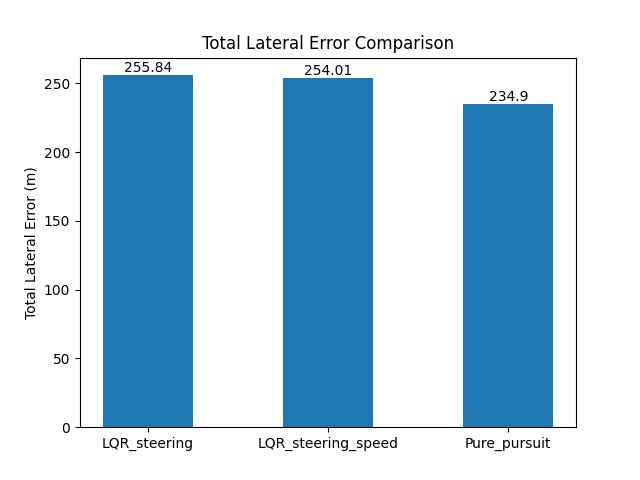 Total Lateral Error Comparison
Total Lateral Error (m)
250
200
150
100
50
0
255.84
254.01
234.9
LQR_steering
LQR_steering_speed
Pure_pursuit